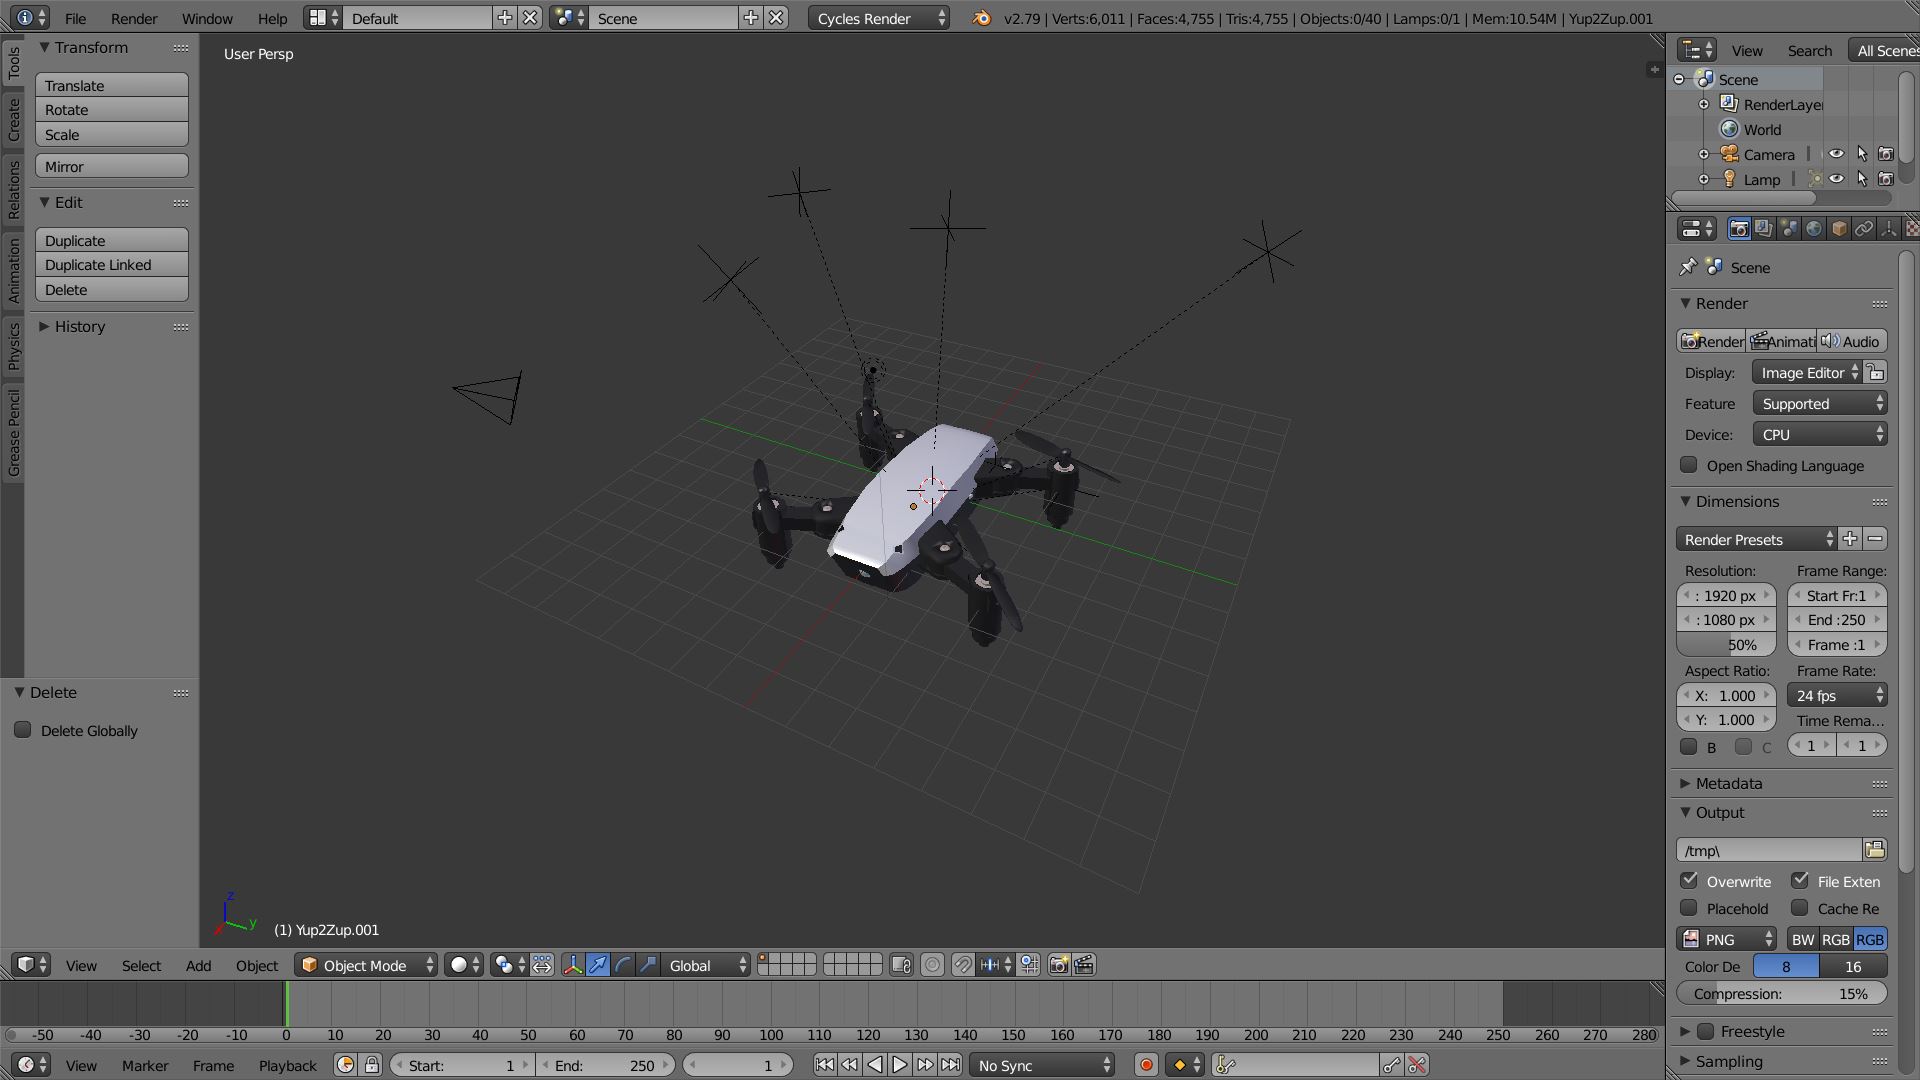 File Render Window Help Default Scene Cycles Render v2.79 | Verts:6,011 | Faces:4,755 | Tris:4,755 | Objects:0/40 | Lamps:0/1 | Mem:10.54M | Yup2Zup.001
Tools
Create
Relations
Animation
Physics
Grease Pencil
Transform
Translate
Rotate
Scale
Mirror
Edit
Duplicate
Duplicate Linked
Delete
History
Delete
Delete Globally
User Persp
z
y
x
(1) Yup2Zup.001
View Select Add Object Object Mode Global
-50 -40 -30 -20 -10 0 10 20 30 40 50 60 70 80 90 100 110 120 130 140 150 160 170 180 190 200 210 220 230 240 250 260 270 280
View Marker Frame Playback Start: 1 End: 250 1 No Sync
View Search All Scenes
Scene
RenderLayer
World
Camera
Lamp
Scene
Render
Render Animati Audio
Display: Image Editor
Feature Supported
Device: CPU
Open Shading Language
Dimensions
Render Presets
Resolution: Frame Range:
: 1920 px Start Fr:1
: 1080 px End :250
50% Frame :1
Aspect Ratio: Frame Rate:
X: 1.000 24 fps
Y: 1.000 Time Rema...
B C 1 1
Metadata
Output
/tmp\
Overwrite File Exten
Placehold Cache Re
PNG BW RGB RGB
Color De 8 16
Compression: 15%
Freestyle
Sampling